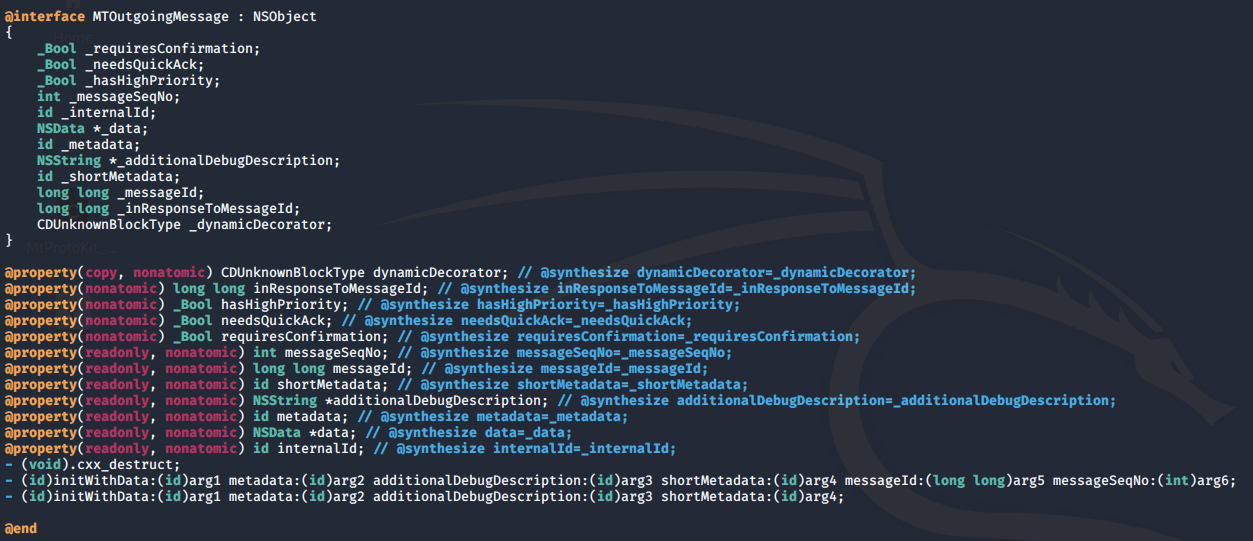 @interface MTOutgoingMessage : NSObject
{
    _Bool _requiresConfirmation;
    _Bool _needsQuickAck;
    _Bool _hasHighPriority;
    int _messageSeqNo;
    id _internalId;
    NSData *_data;
    id _metadata;
    NSString *_additionalDebugDescription;
    id _shortMetadata;
    long long _messageId;
    long long _inResponseToMessageId;
    CDUnknownBlockType _dynamicDecorator;
}
@property(copy, nonatomic) CDUnknownBlockType dynamicDecorator; // @synthesize dynamicDecorator=_dynamicDecorator;
@property(nonatomic) long long inResponseToMessageId; // @synthesize inResponseToMessageId=_inResponseToMessageId;
@property(nonatomic) _Bool hasHighPriority; // @synthesize hasHighPriority=_hasHighPriority;
@property(nonatomic) _Bool needsQuickAck; // @synthesize needsQuickAck=_needsQuickAck;
@property(nonatomic) _Bool requiresConfirmation; // @synthesize requiresConfirmation=_requiresConfirmation;
@property(readonly, nonatomic) int messageSeqNo; // @synthesize messageSeqNo=_messageSeqNo;
@property(readonly, nonatomic) long long messageId; // @synthesize messageId=_messageId;
@property(readonly, nonatomic) id shortMetadata; // @synthesize shortMetadata=_shortMetadata;
@property(readonly, nonatomic) NSString *additionalDebugDescription; // @synthesize additionalDebugDescription=_additionalDebugDescription;
@property(readonly, nonatomic) id metadata; // @synthesize metadata=_metadata;
@property(readonly, nonatomic) NSData *data; // @synthesize data=_data;
@property(readonly, nonatomic) id internalId; // @synthesize internalId=_internalId;
- (void).cxx_destruct;
- (id)initWithData:(id)arg1 metadata:(id)arg2 additionalDebugDescription:(id)arg3 shortMetadata:(id)arg4 messageId:(long long)arg5 messageSeqNo:(int)arg6;
- (id)initWithData:(id)arg1 metadata:(id)arg2 additionalDebugDescription:(id)arg3 shortMetadata:(id)arg4;
@end